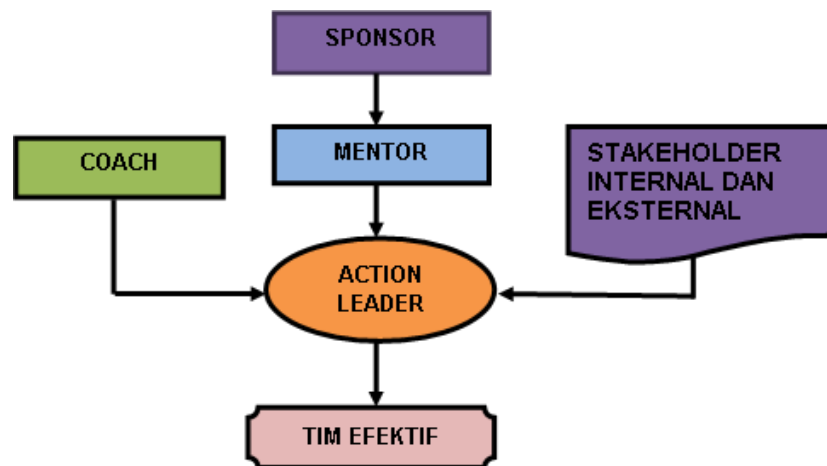 SPONSOR
COACH
MENTOR
STAKEHOLDER
INTERNAL DAN
EKSTERNAL
ACTION
LEADER
TIM EFEKTIF